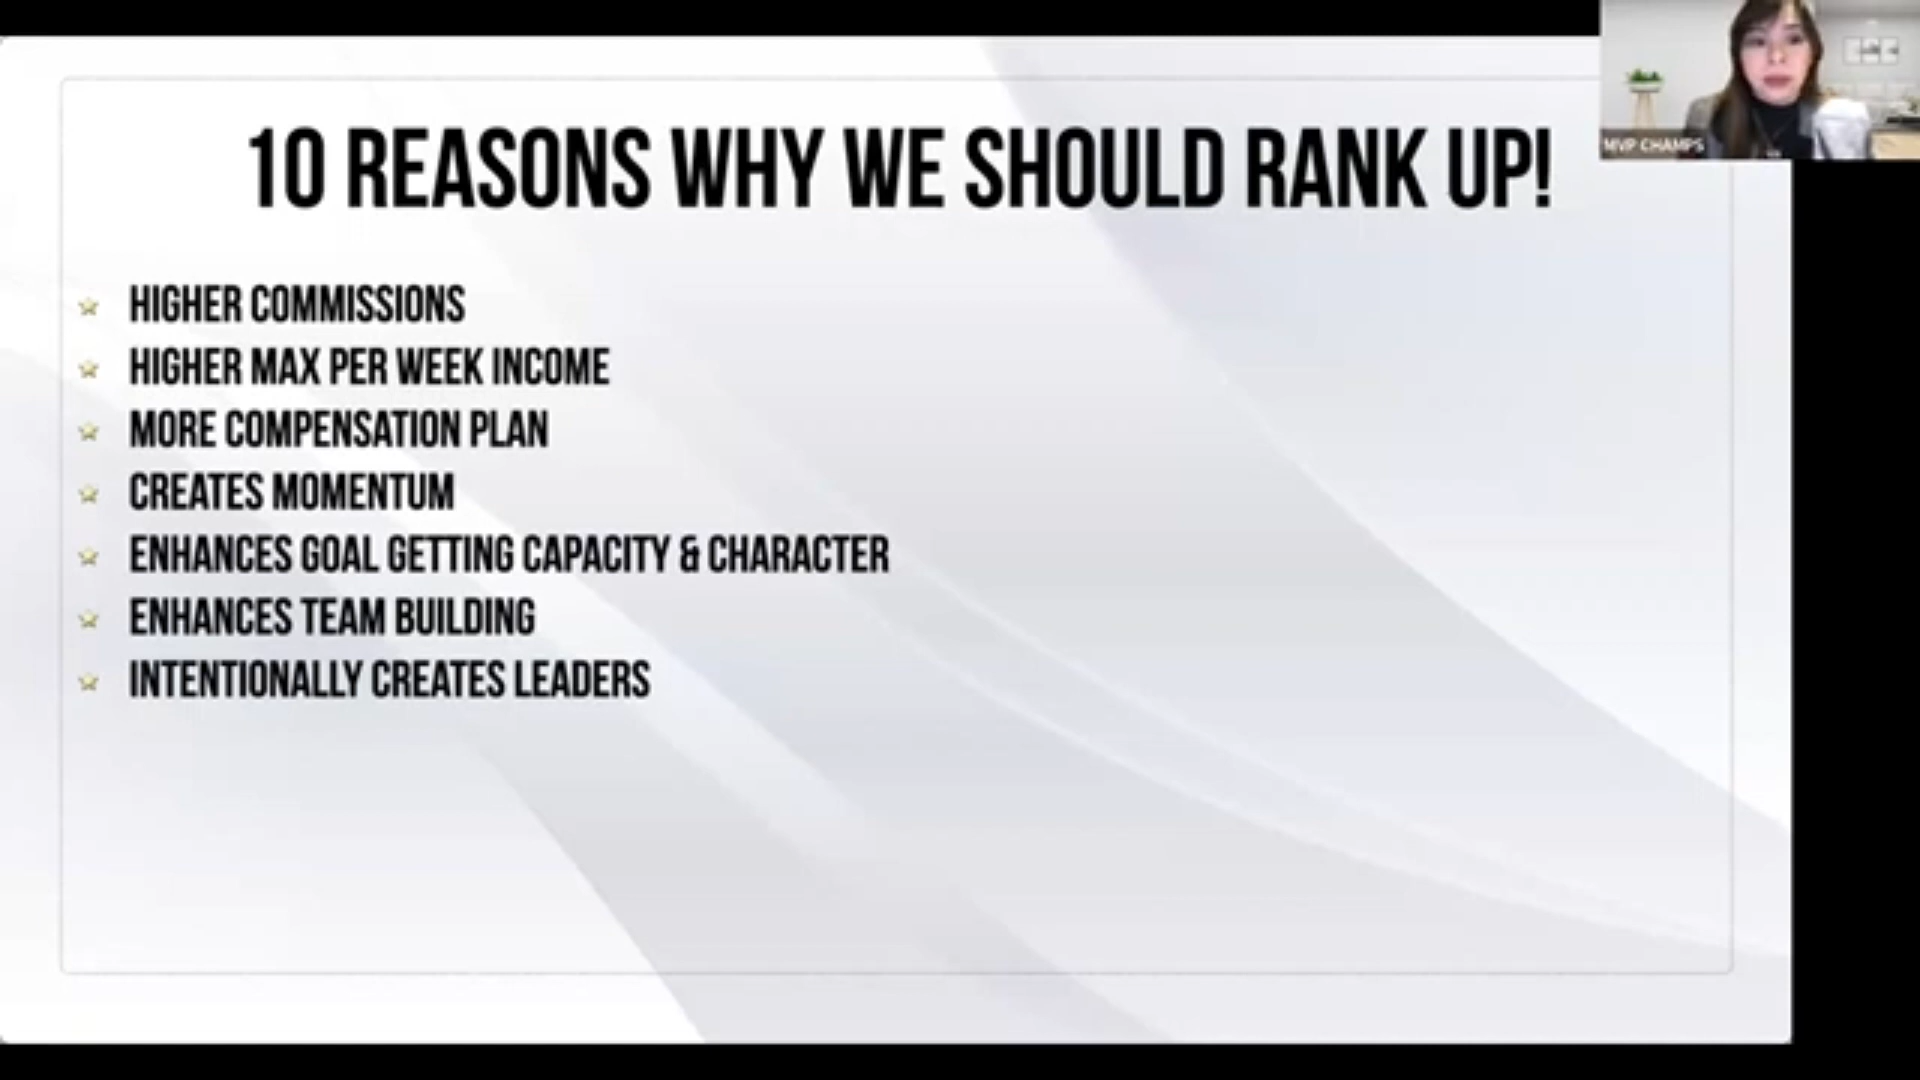 10 REASONS WHY WE SHOULD RANK UP!
HIGHER COMMISSIONS
HIGHER MAX PER WEEK INCOME
MORE COMPENSATION PLAN
CREATES MOMENTUM
ENHANCES GOAL GETTING CAPACITY & CHARACTER
ENHANCES TEAM BUILDING
INTENTIONALLY CREATES LEADERS
MVP CHAMPS